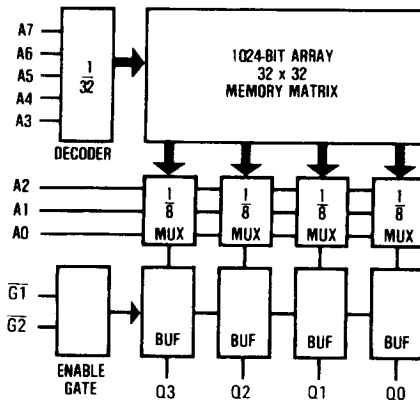 A7
A6
A5
A4
A3
1
32
DECODER
1024-BIT ARRAY
32 x 32
MEMORY MATRIX
A2
A1
A0
1
8
MUX
1
8
MUX
1
8
MUX
1
8
MUX
G1
G2
ENABLE
GATE
BUF
BUF
BUF
BUF
Q3
Q2
Q1
Q0